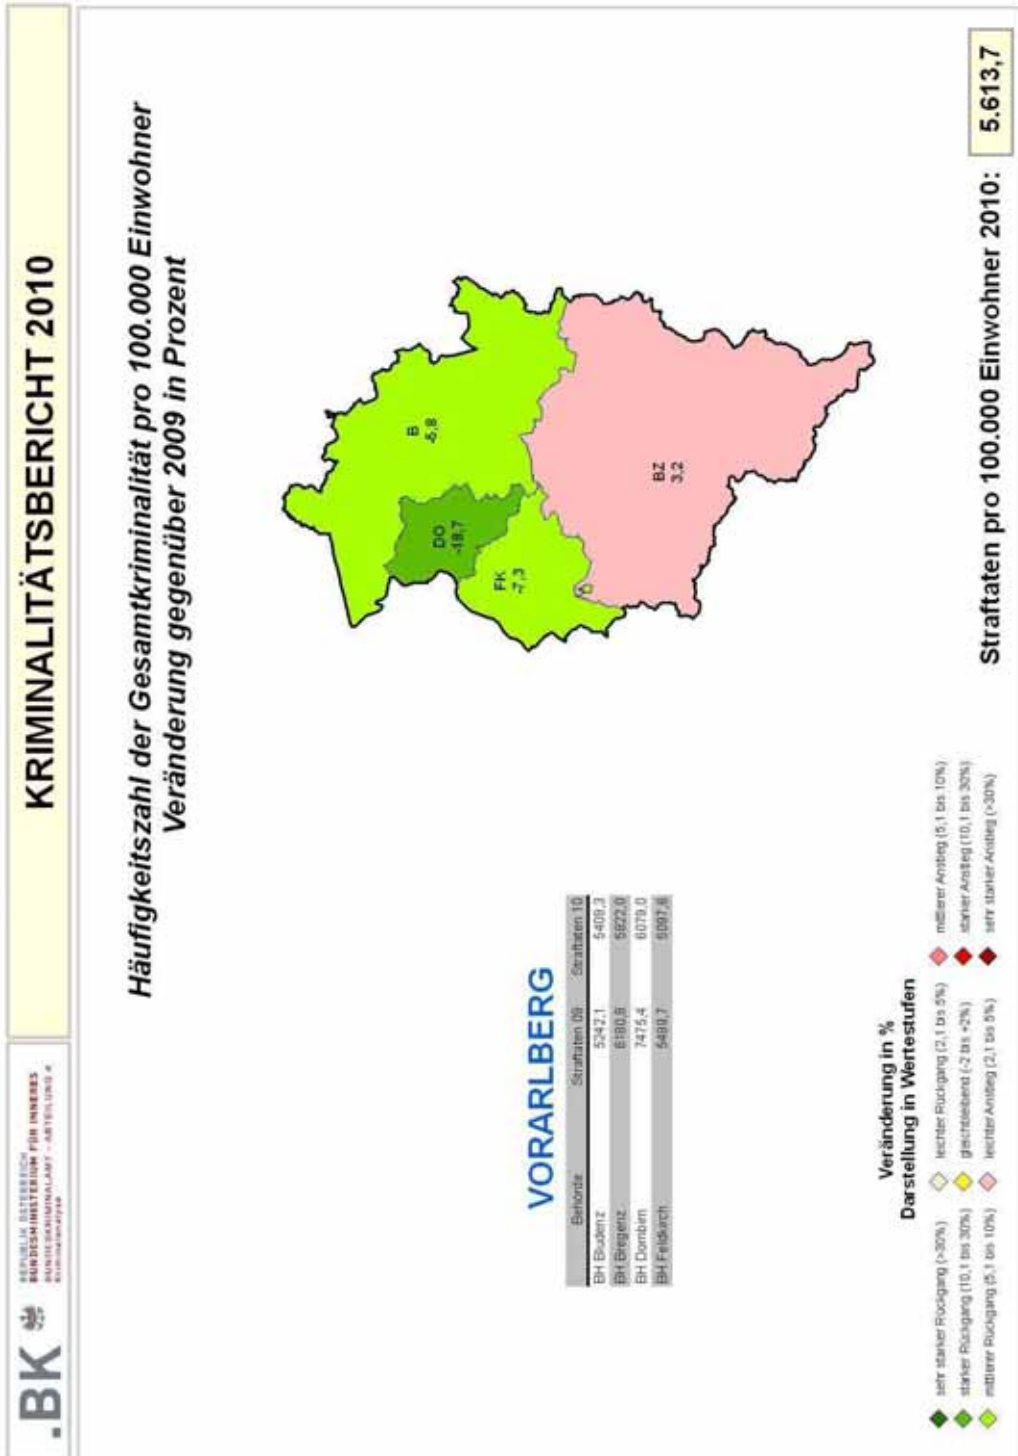 .BK
REPUBLIK ÖSTERREICH
BUNDESMINISTERIUM FÜR INNERES
BUNDESKRIMINALAMT - ABTEILUNG 4
Kriminalanalyse
KRIMINALITÄTSBERICHT 2010
Häufigkeitszahl der Gesamtkriminalität pro 100.000 Einwohner
Veränderung gegenüber 2009 in Prozent
VORARLBERG
Behörde Straftaten 09 Straftaten 10
BH Bludenz 5242,1 5409,3
BH Bregenz 6180,8 5822,0
BH Dornbirn 7475,4 6079,0
BH Feldkirch 5499,7 5097,6
B
-5,8
DO
-18,7
FK
-7,3
BZ
3,2
Veränderung in %
Darstellung in Wertestufen
sehr starker Rückgang (>30%)
starker Rückgang (10,1 bis 30%)
mittlerer Rückgang (5,1 bis 10%)
leichter Rückgang (2,1 bis 5%)
gleichbleibend (-2 bis +2%)
leichter Anstieg (2,1 bis 5%)
mittlerer Anstieg (5,1 bis 10%)
starker Anstieg (10,1 bis 30%)
sehr starker Anstieg (>30%)
Straftaten pro 100.000 Einwohner 2010: 5.613,7